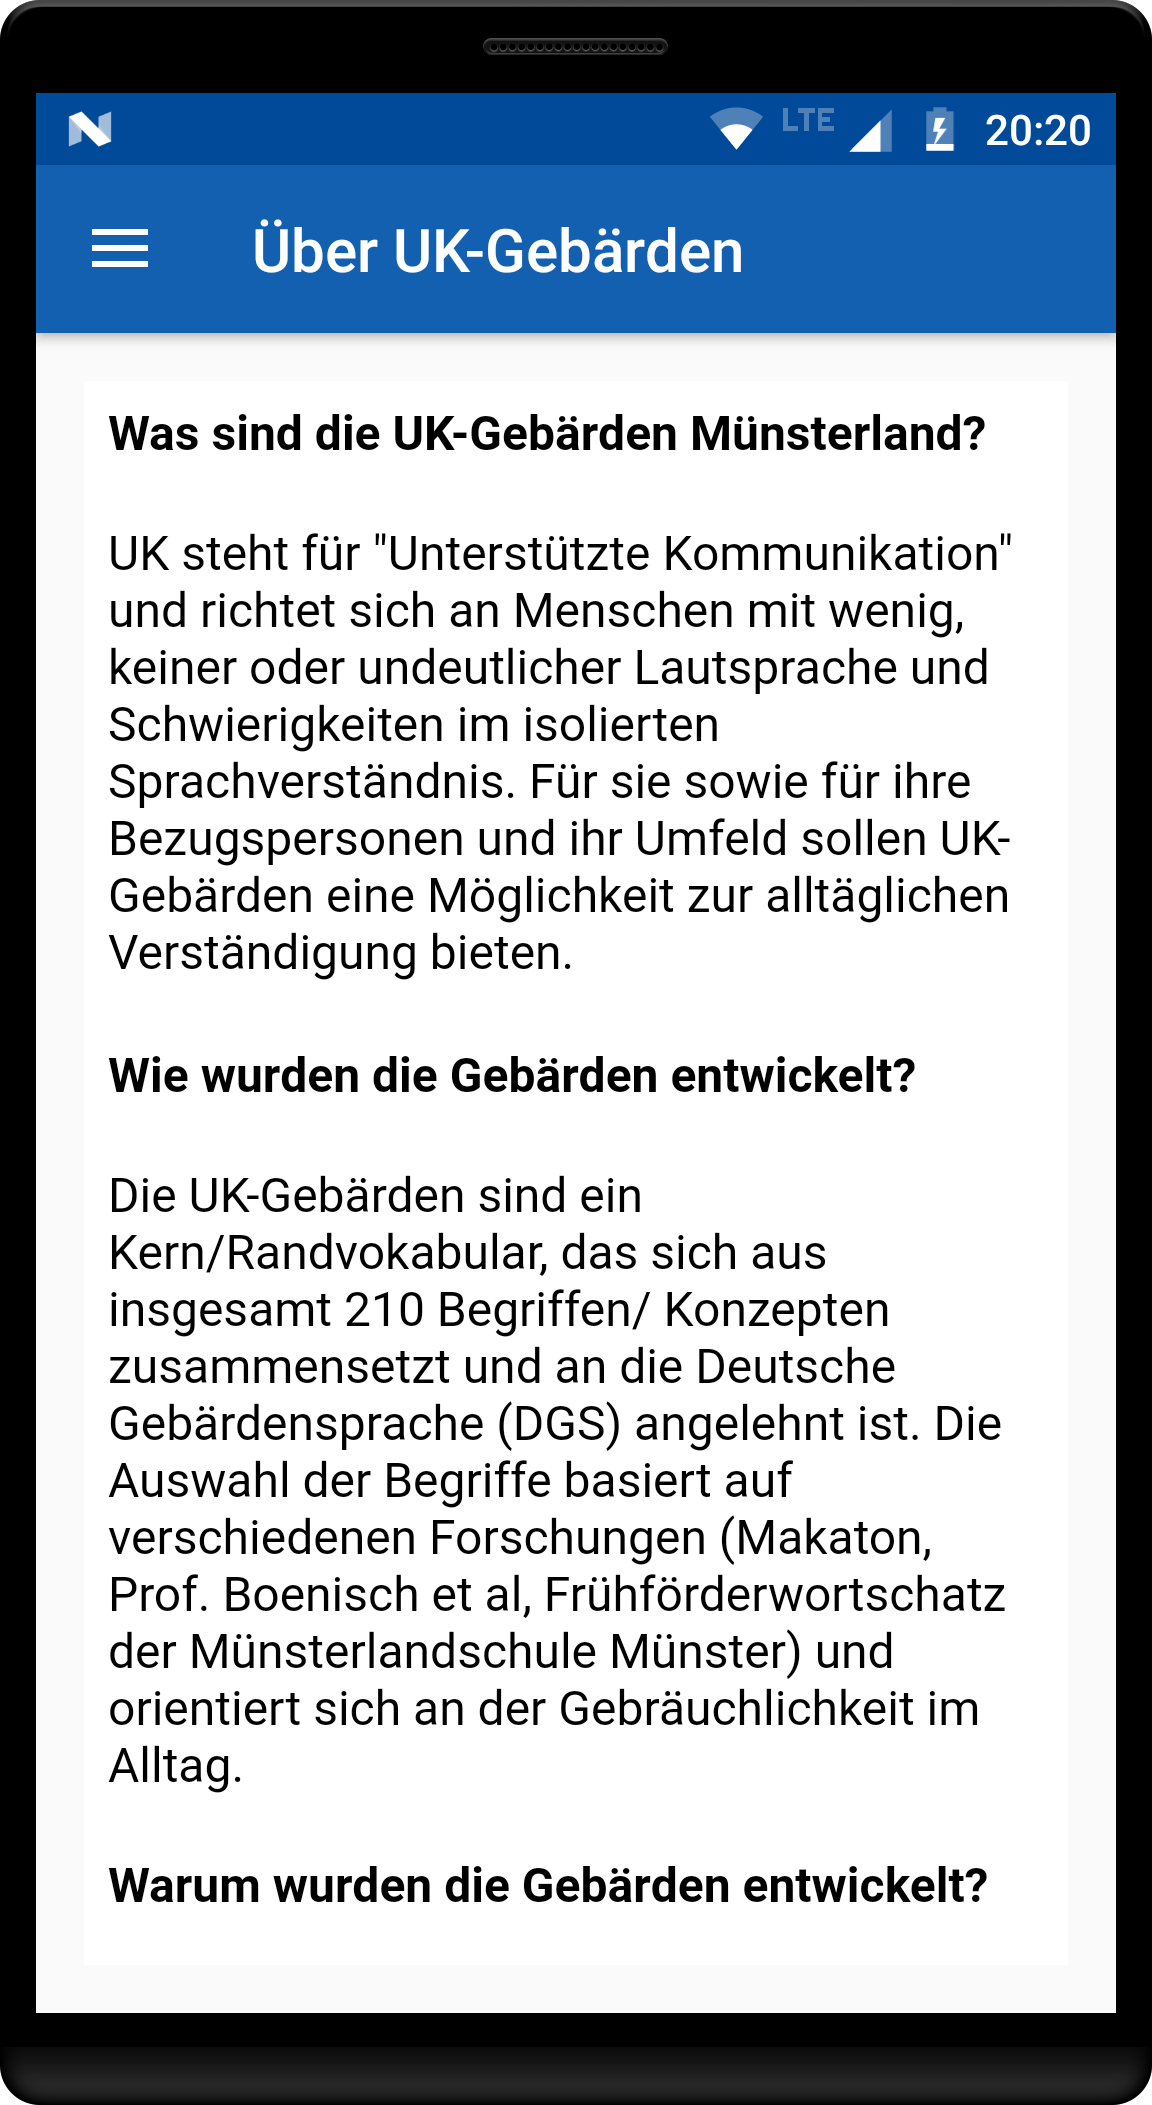 LTE 20:20
Über UK-Gebärden
Was sind die UK-Gebärden Münsterland?
UK steht für "Unterstützte Kommunikation"
und richtet sich an Menschen mit wenig,
keiner oder undeutlicher Lautsprache und
Schwierigkeiten im isolierten
Sprachverständnis. Für sie sowie für ihre
Bezugspersonen und ihr Umfeld sollen UK-
Gebärden eine Möglichkeit zur alltäglichen
Verständigung bieten.
Wie wurden die Gebärden entwickelt?
Die UK-Gebärden sind ein
Kern/Randvokabular, das sich aus
insgesamt 210 Begriffen/ Konzepten
zusammensetzt und an die Deutsche
Gebärdensprache (DGS) angelehnt ist. Die
Auswahl der Begriffe basiert auf
verschiedenen Forschungen (Makaton,
Prof. Boenisch et al, Frühförderwortschatz
der Münsterlandschule Münster) und
orientiert sich an der Gebräuchlichkeit im
Alltag.
Warum wurden die Gebärden entwickelt?